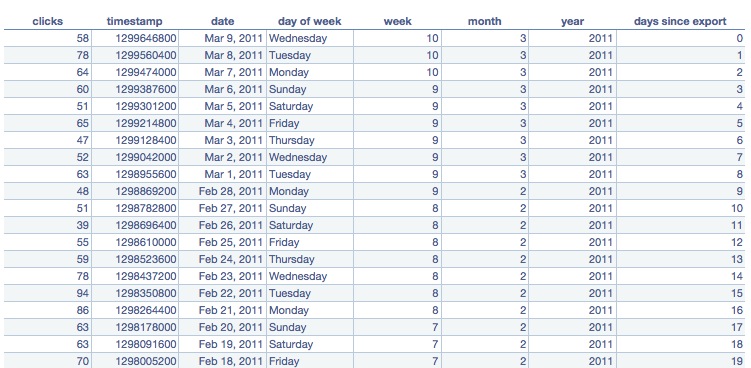 clicks timestamp date day of week week month year days since export
58 1299646800 Mar 9, 2011 Wednesday 10 3 2011 0
78 1299560400 Mar 8, 2011 Tuesday 10 3 2011 1
64 1299474000 Mar 7, 2011 Monday 10 3 2011 2
60 1299387600 Mar 6, 2011 Sunday 9 3 2011 3
51 1299301200 Mar 5, 2011 Saturday 9 3 2011 4
65 1299214800 Mar 4, 2011 Friday 9 3 2011 5
47 1299128400 Mar 3, 2011 Thursday 9 3 2011 6
52 1299042000 Mar 2, 2011 Wednesday 9 3 2011 7
63 1298955600 Mar 1, 2011 Tuesday 9 3 2011 8
48 1298869200 Feb 28, 2011 Monday 9 2 2011 9
51 1298782800 Feb 27, 2011 Sunday 8 2 2011 10
39 1298696400 Feb 26, 2011 Saturday 8 2 2011 11
55 1298610000 Feb 25, 2011 Friday 8 2 2011 12
59 1298523600 Feb 24, 2011 Thursday 8 2 2011 13
78 1298437200 Feb 23, 2011 Wednesday 8 2 2011 14
94 1298350800 Feb 22, 2011 Tuesday 8 2 2011 15
86 1298264400 Feb 21, 2011 Monday 8 2 2011 16
63 1298178000 Feb 20, 2011 Sunday 7 2 2011 17
63 1298091600 Feb 19, 2011 Saturday 7 2 2011 18
70 1298005200 Feb 18, 2011 Friday 7 2 2011 19